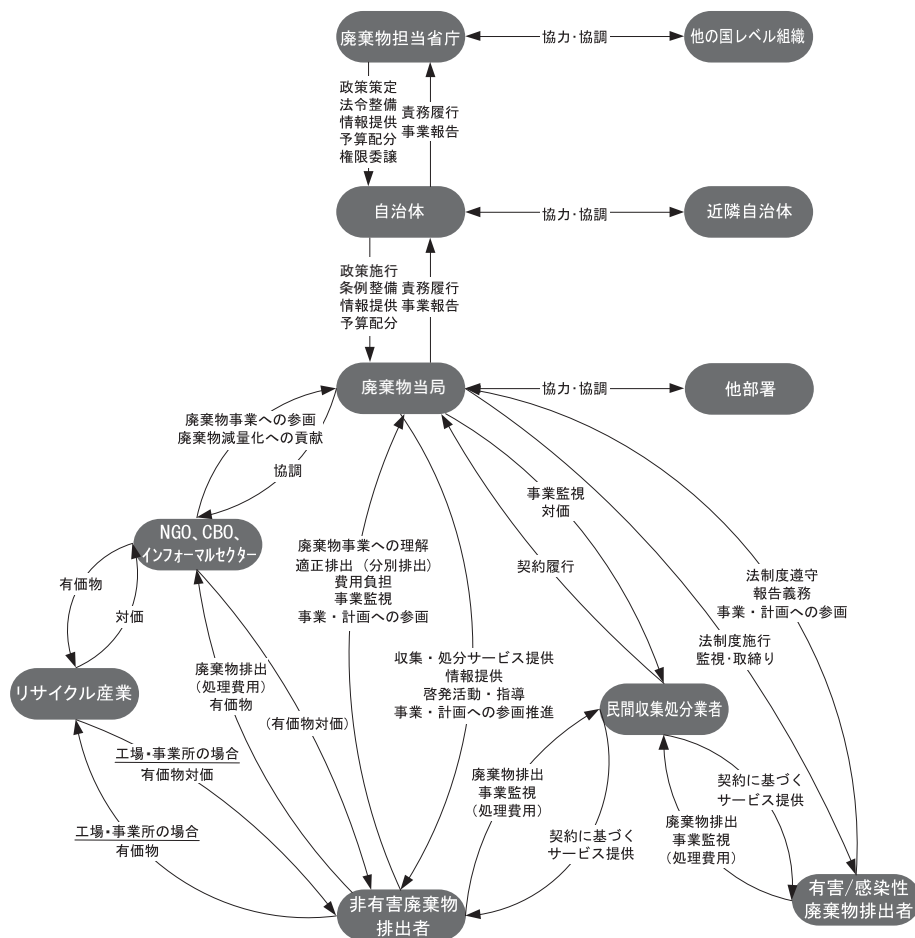 廃棄物担当省庁
協力・協調
他の国レベル組織
政策策定
法令整備
情報提供
予算配分
権限委譲
責務履行
事業報告
自治体
協力・協調
近隣自治体
政策施行
条例整備
情報提供
予算配分
責務履行
事業報告
廃棄物当局
協力・協調
他部署
廃棄物事業への参画
廃棄物減量化への貢献
協調
事業監視
対価
NGO、CBO、
インフォーマルセクター
廃棄物事業への理解
適正排出（分別排出）
費用負担
事業監視
事業・計画への参画
契約履行
法制度遵守
報告義務
事業・計画への参画
有価物
対価
法制度施行
監視・取締り
収集・処分サービス提供
情報提供
啓発活動・指導
事業・計画への参画推進
廃棄物排出
（処理費用）
有価物
リサイクル産業
（有価物対価）
民間収集処分業者
工場・事業所の場合
有価物対価
廃棄物排出
事業監視
（処理費用）
契約に基づく
サービス提供
工場・事業所の場合
有価物
契約に基づく
サービス提供
廃棄物排出
事業監視
（処理費用）
非有害廃棄物
排出者
有害/感染性
廃棄物排出者